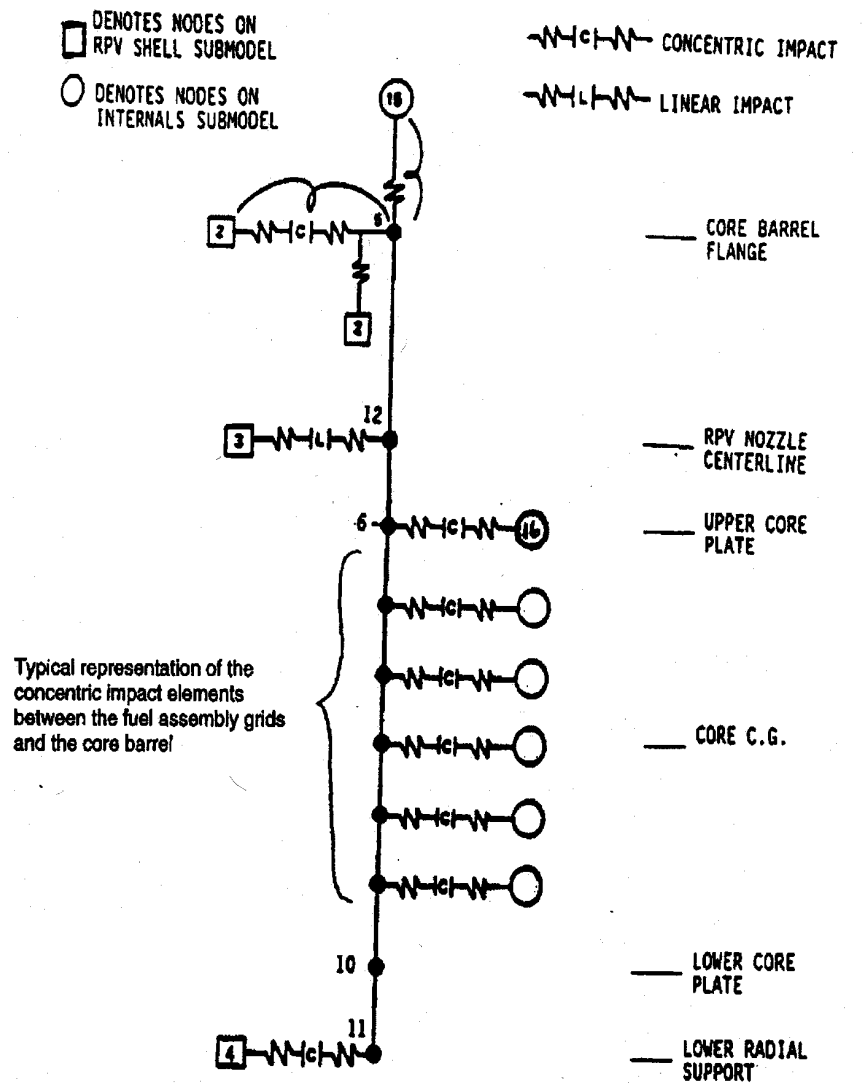 DENOTES NODES ON
RPV SHELL SUBMODEL
DENOTES NODES ON
INTERNALS SUBMODEL
C CONCENTRIC IMPACT
L LINEAR IMPACT
2 C
2
CORE BARREL
FLANGE
12
3 L
RPV NOZZLE
CENTERLINE
6 C 16
UPPER CORE
PLATE
C
C
Typical representation of the
concentric impact elements
between the fuel assembly grids
and the core barrel
C
CORE C.G.
C
C
10
LOWER CORE
PLATE
11
4 C
LOWER RADIAL
SUPPORT